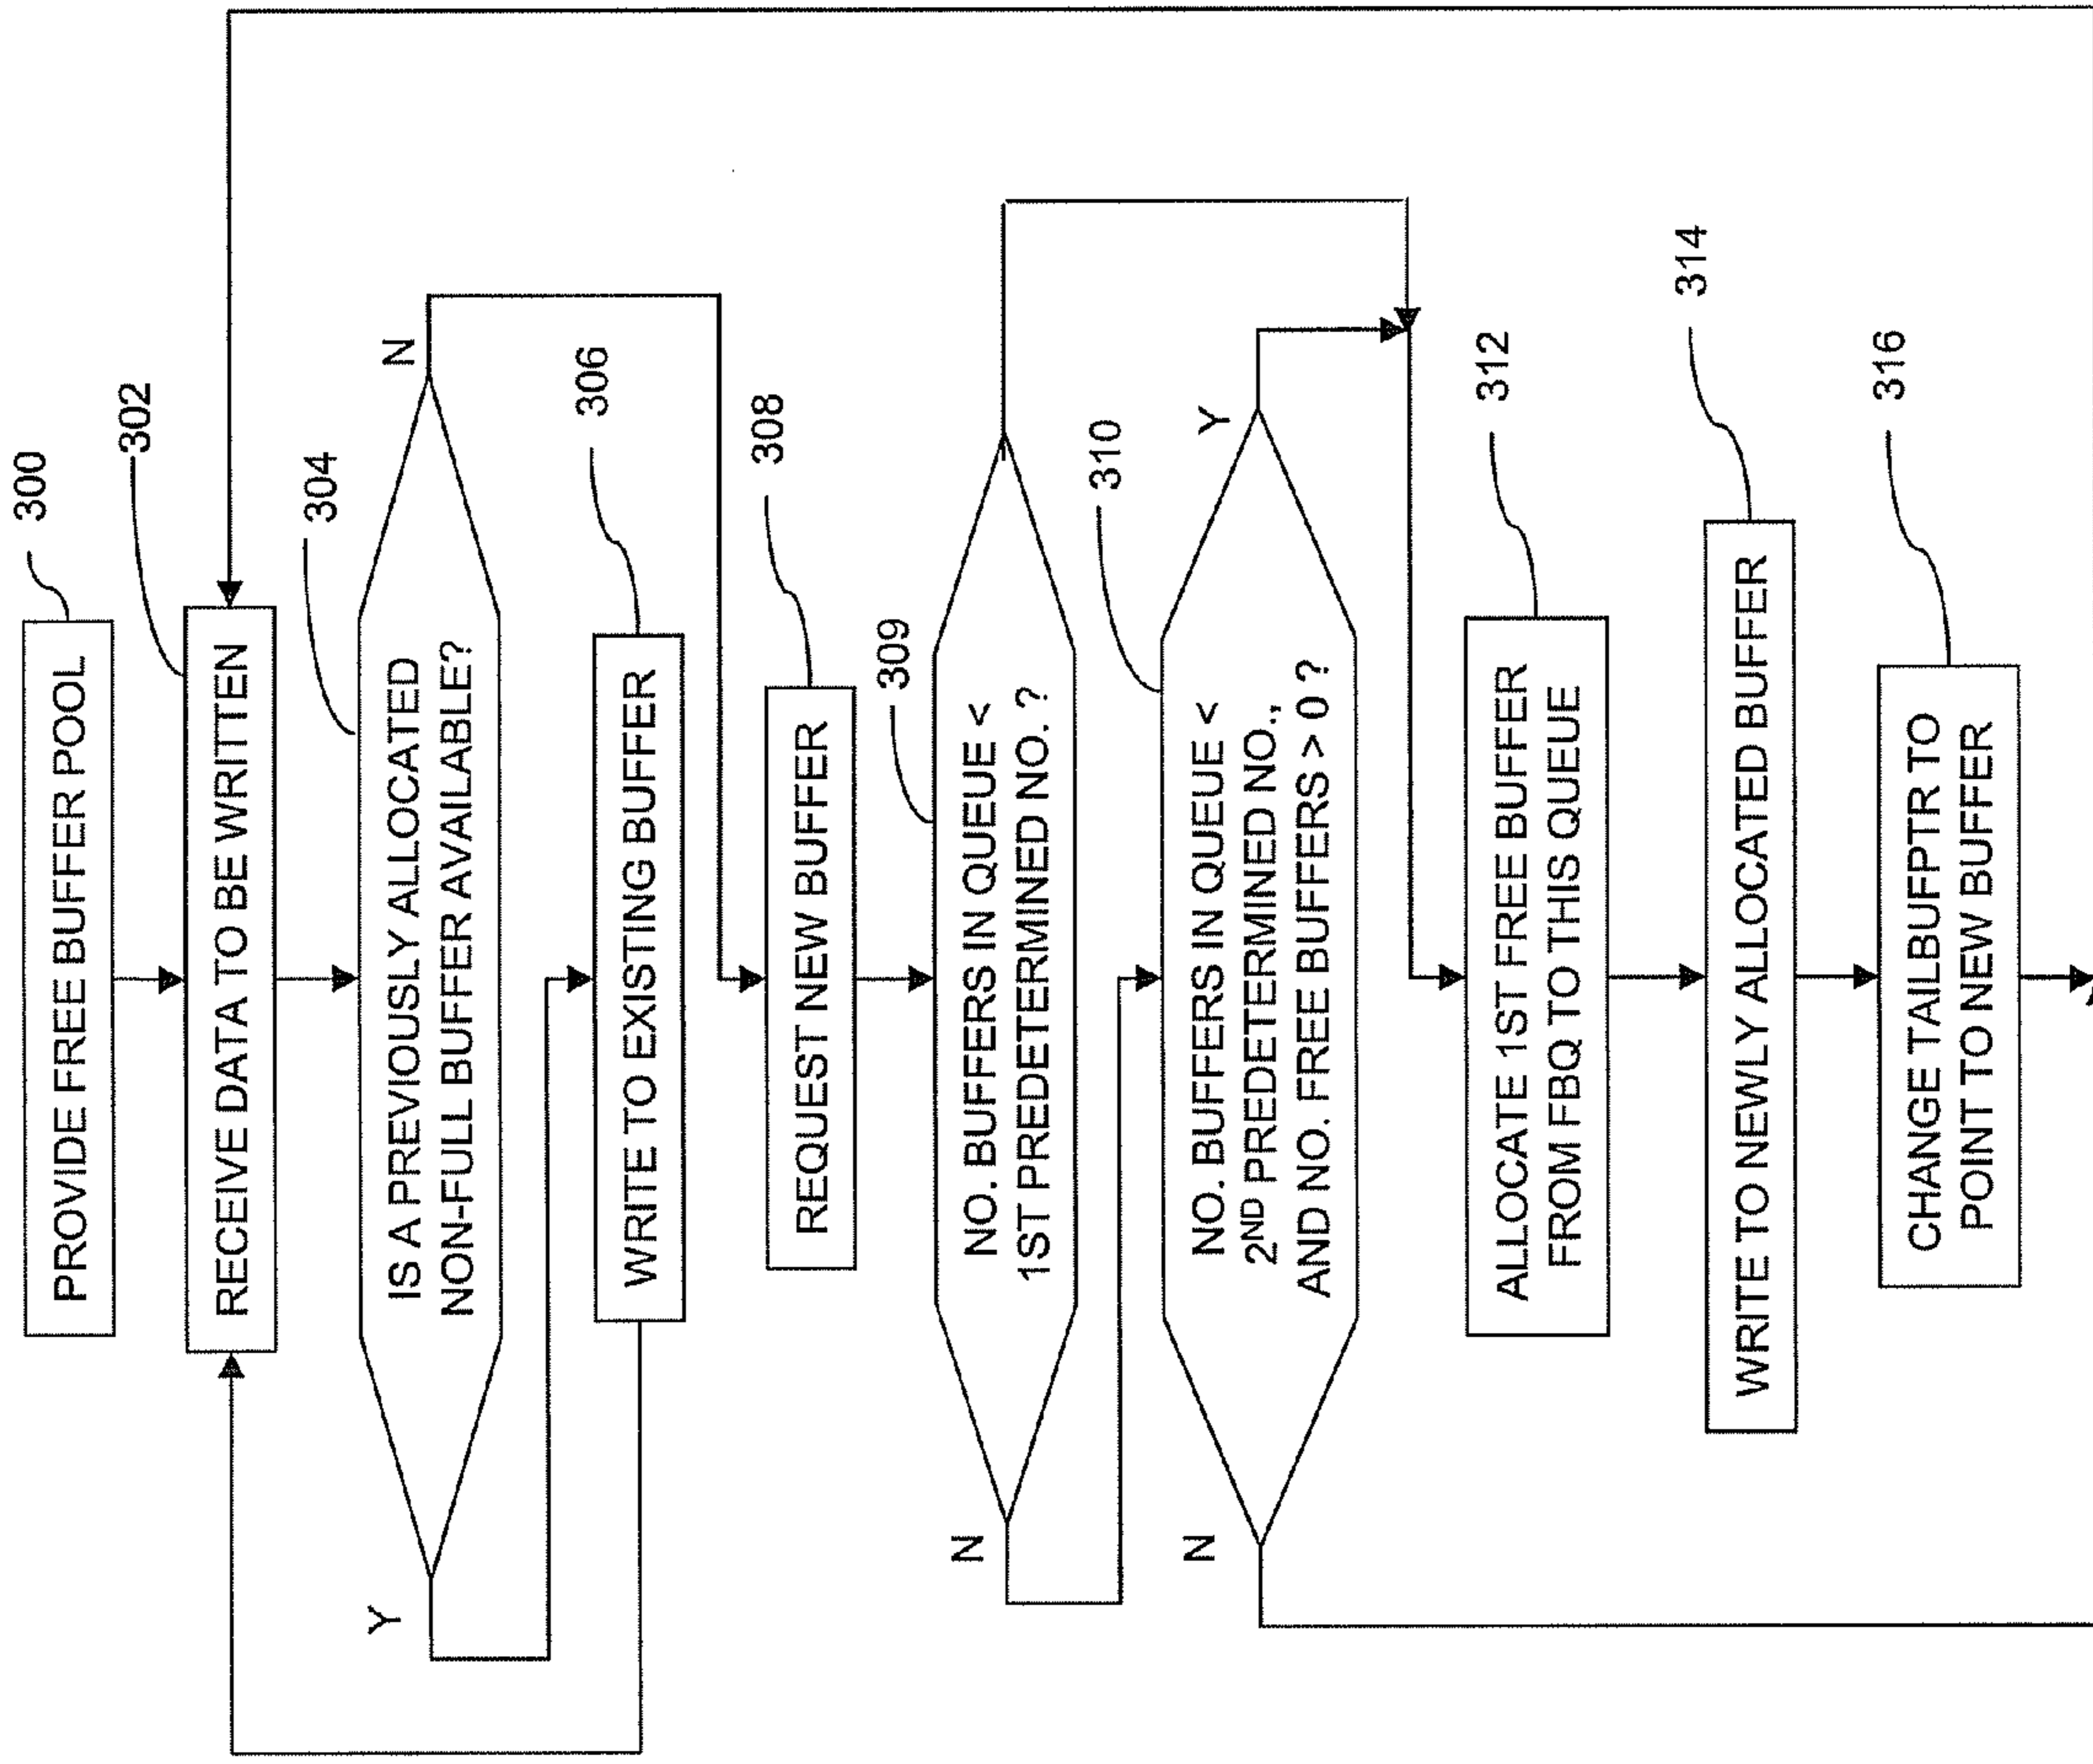 300
PROVIDE FREE BUFFER POOL
302
RECEIVE DATA TO BE WRITTEN
304
IS A PREVIOUSLY ALLOCATED
NON-FULL BUFFER AVAILABLE?
Y
N
306
WRITE TO EXISTING BUFFER
308
REQUEST NEW BUFFER
309
NO. BUFFERS IN QUEUE <
1ST PREDETERMINED NO. ?
N
310
NO. BUFFERS IN QUEUE <
2ND PREDETERMINED NO.,
AND NO. FREE BUFFERS > 0 ?
N
Y
312
ALLOCATE 1ST FREE BUFFER
FROM FBQ TO THIS QUEUE
314
WRITE TO NEWLY ALLOCATED BUFFER
316
CHANGE TAILBUFPTR TO
POINT TO NEW BUFFER